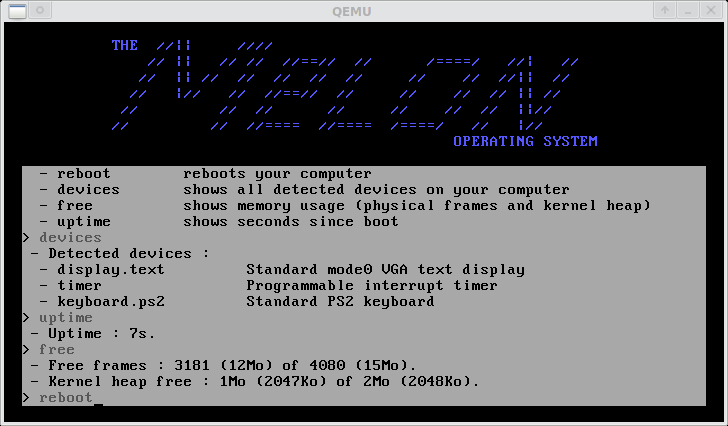 QEMU
THE
MELON
OPERATING SYSTEM
- reboot reboots your computer
- devices shows all detected devices on your computer
- free shows memory usage (physical frames and kernel heap)
- uptime shows seconds since boot
> devices
- Detected devices :
- display.text Standard mode0 VGA text display
- timer Programmable interrupt timer
- keyboard.ps2 Standard PS2 keyboard
> uptime
- Uptime : 7s.
> free
- Free frames : 3181 (12Mo) of 4080 (15Mo).
- Kernel heap free : 1Mo (2047Ko) of 2Mo (2048Ko).
> reboot_